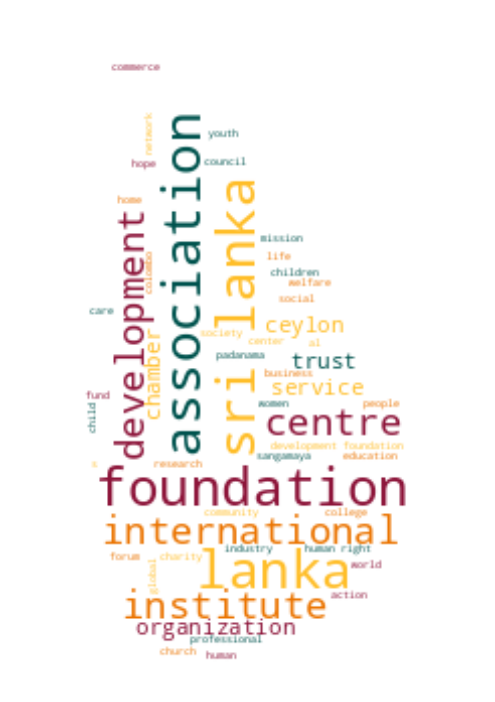 commerce
network
youth
hope
council
association
sri lanka
home
development
mission
colombo
life
children
welfare
social
care
ceylon
chamber
society
center
al
padanama
trust
business
service
fund
child
women
people
centre
development foundation
sangamaya
education
s
research
foundation
community
college
international
industry
human right
forum
charity
global
lanka
world
action
institute
organization
professional
church
human